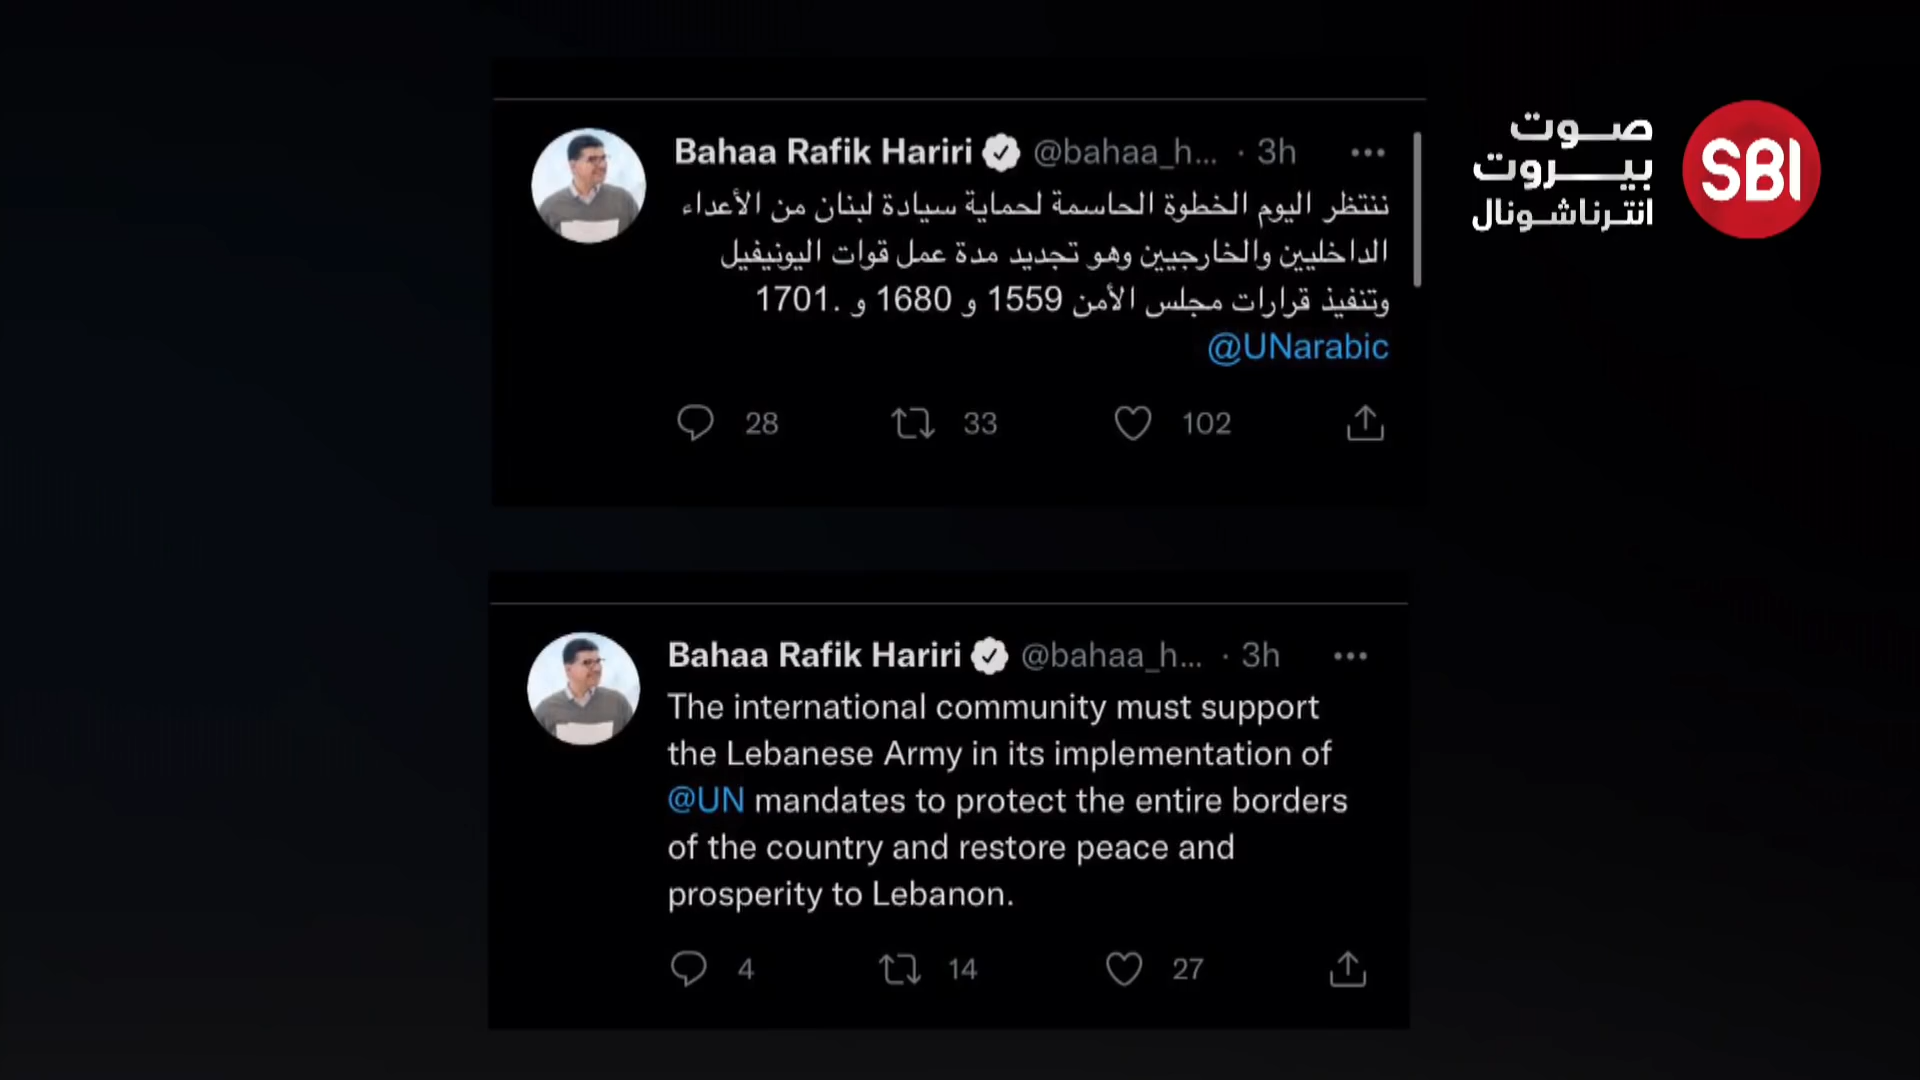 Bahaa Rafik Hariri @bahaa_h... · 3h
ننتظر اليوم الخطوة الحاسمة لحماية سيادة لبنان من الأعداء
الداخليين والخارجيين وهو تجديد مدة عمل قوات اليونيفيل
وتنفيذ قرارات مجلس الأمن 1559 و 1680 و .1701
@UNarabic
28 33 102
صوت
بيروت
انترناشونال
SBI
Bahaa Rafik Hariri @bahaa_h... · 3h
The international community must support
the Lebanese Army in its implementation of
@UN mandates to protect the entire borders
of the country and restore peace and
prosperity to Lebanon.
4 14 27